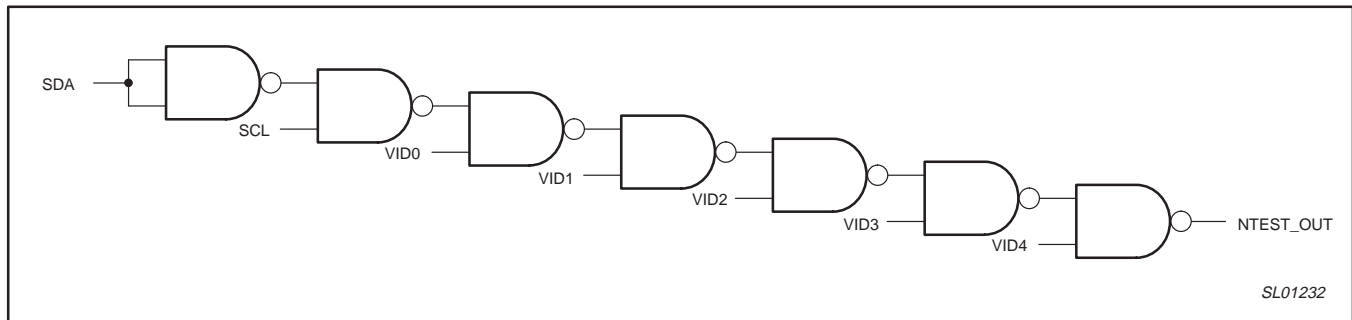 SDA
SCL
VID0
VID1
VID2
VID3
VID4
NTEST_OUT
SL01232